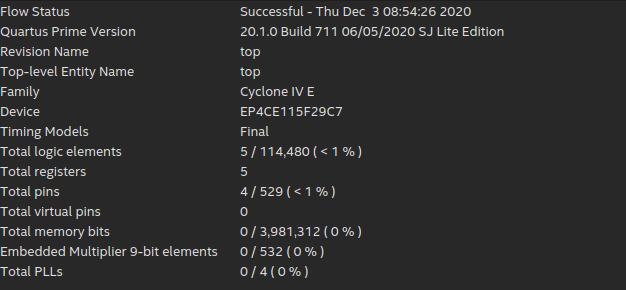 Flow Status Successful - Thu Dec 3 08:54:26 2020
Quartus Prime Version 20.1.0 Build 711 06/05/2020 SJ Lite Edition
Revision Name top
Top-level Entity Name top
Family Cyclone IV E
Device EP4CE115F29C7
Timing Models Final
Total logic elements 5 / 114,480 ( < 1 % )
Total registers 5
Total pins 4 / 529 ( < 1 % )
Total virtual pins 0
Total memory bits 0 / 3,981,312 ( 0 % )
Embedded Multiplier 9-bit elements 0 / 532 ( 0 % )
Total PLLs 0 / 4 ( 0 % )